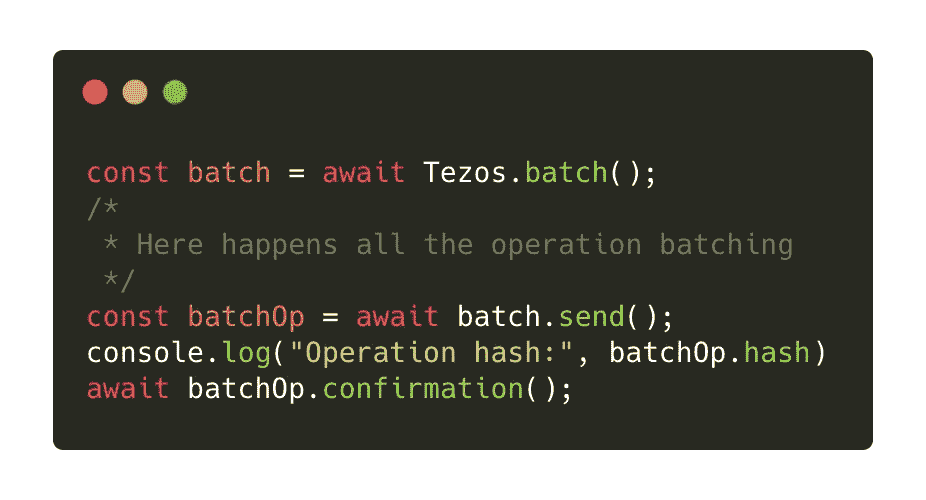 const batch = await Tezos.batch();
/*
 * Here happens all the operation batching
 */
const batchOp = await batch.send();
console.log("Operation hash:", batchOp.hash)
await batchOp.confirmation();